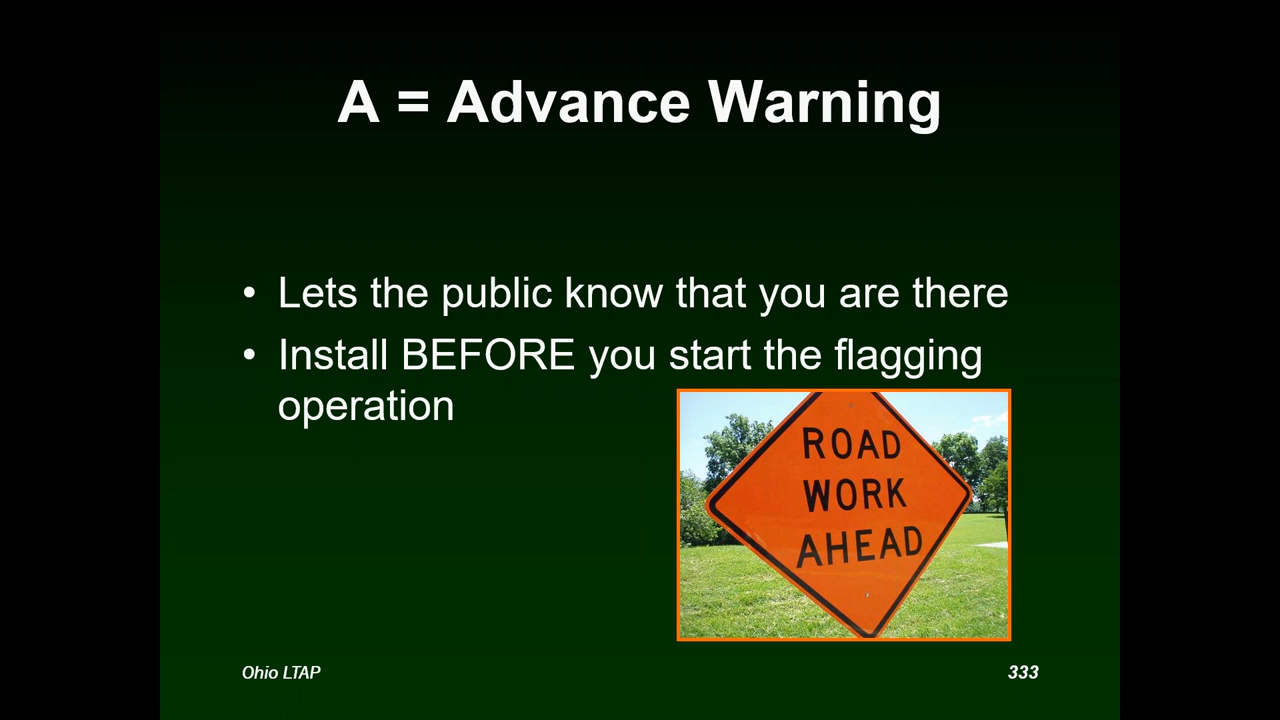 A = Advance Warning
• Lets the public know that you are there
• Install BEFORE you start the flagging
operation
ROAD
WORK
AHEAD
Ohio LTAP
333